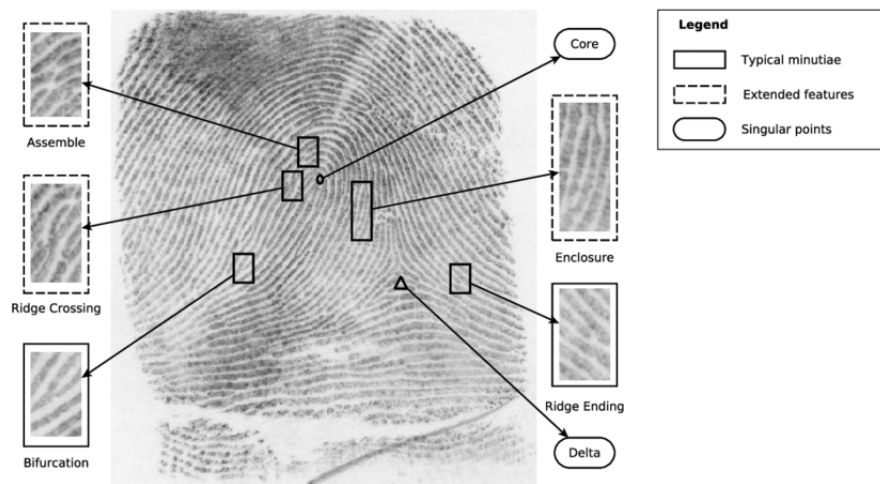 Assemble
Ridge Crossing
Bifurcation
Core
Enclosure
Ridge Ending
Delta
Legend
Typical minutiae
Extended features
Singular points